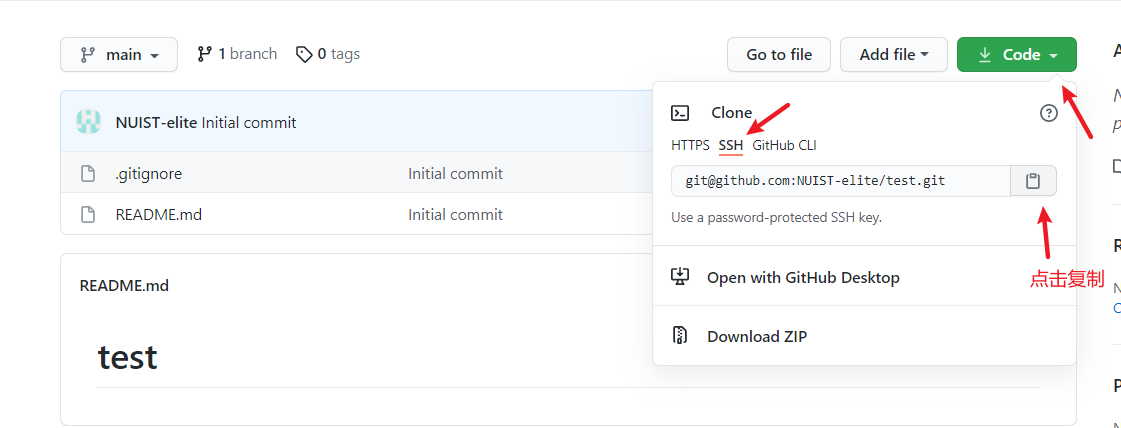 main 1 branch 0 tags Go to file Add file Code
NUIST-elite Initial commit
.gitignore Initial commit
README.md Initial commit
README.md
test
Clone
HTTPS SSH GitHub CLI
git@github.com:NUIST-elite/test.git
Use a password-protected SSH key.
点击复制
Open with GitHub Desktop
Download ZIP